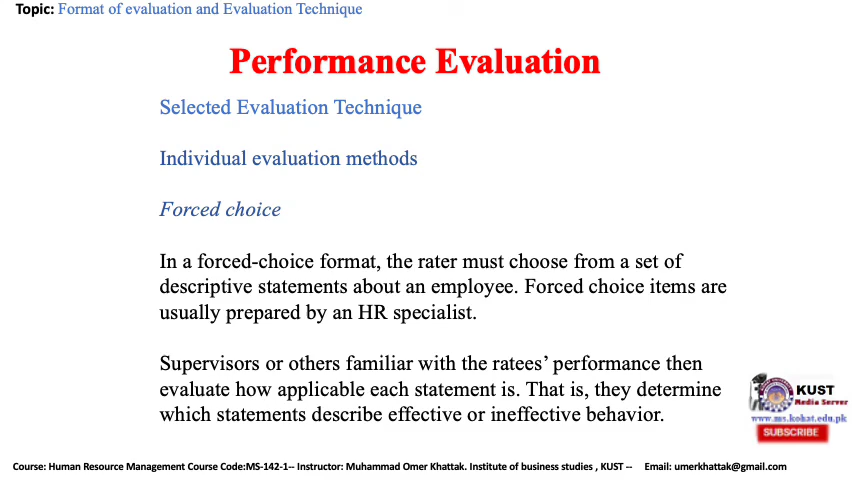 Topic: Format of evaluation and Evaluation Technique
Performance Evaluation
Selected Evaluation Technique
Individual evaluation methods
Forced choice
In a forced-choice format, the rater must choose from a set of
descriptive statements about an employee. Forced choice items are
usually prepared by an HR specialist.
Supervisors or others familiar with the ratees’ performance then
evaluate how applicable each statement is. That is, they determine
which statements describe effective or ineffective behavior.
KUST
Media Server
www.ms.kohat.edu.pk
SUBSCRIBE
Course: Human Resource Management Course Code:MS-142-1-- Instructor: Muhammad Omer Khattak. Institute of business studies , KUST -- Email: umerkhattak@gmail.com